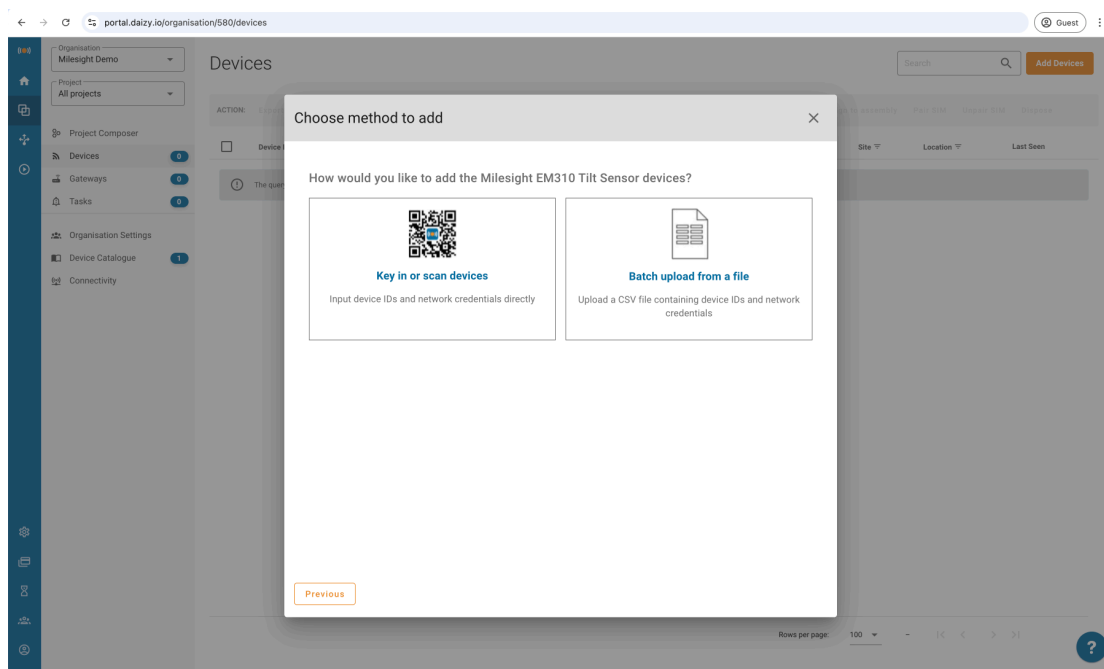 portal.daizy.io/organisation/580/devices
Guest
Organisation
Milesight Demo
Project
All projects
Project Composer
Devices
0
Gateways
0
Tasks
0
Organisation Settings
Device Catalogue
1
Connectivity
Devices
Search
Add Devices
ACTION:
Device
Site
Location
Last Seen
The query
Choose method to add
How would you like to add the Milesight EM310 Tilt Sensor devices?
Key in or scan devices
Input device IDs and network credentials directly
Batch upload from a file
Upload a CSV file containing device IDs and network
credentials
Previous
Rows per page:
100
?